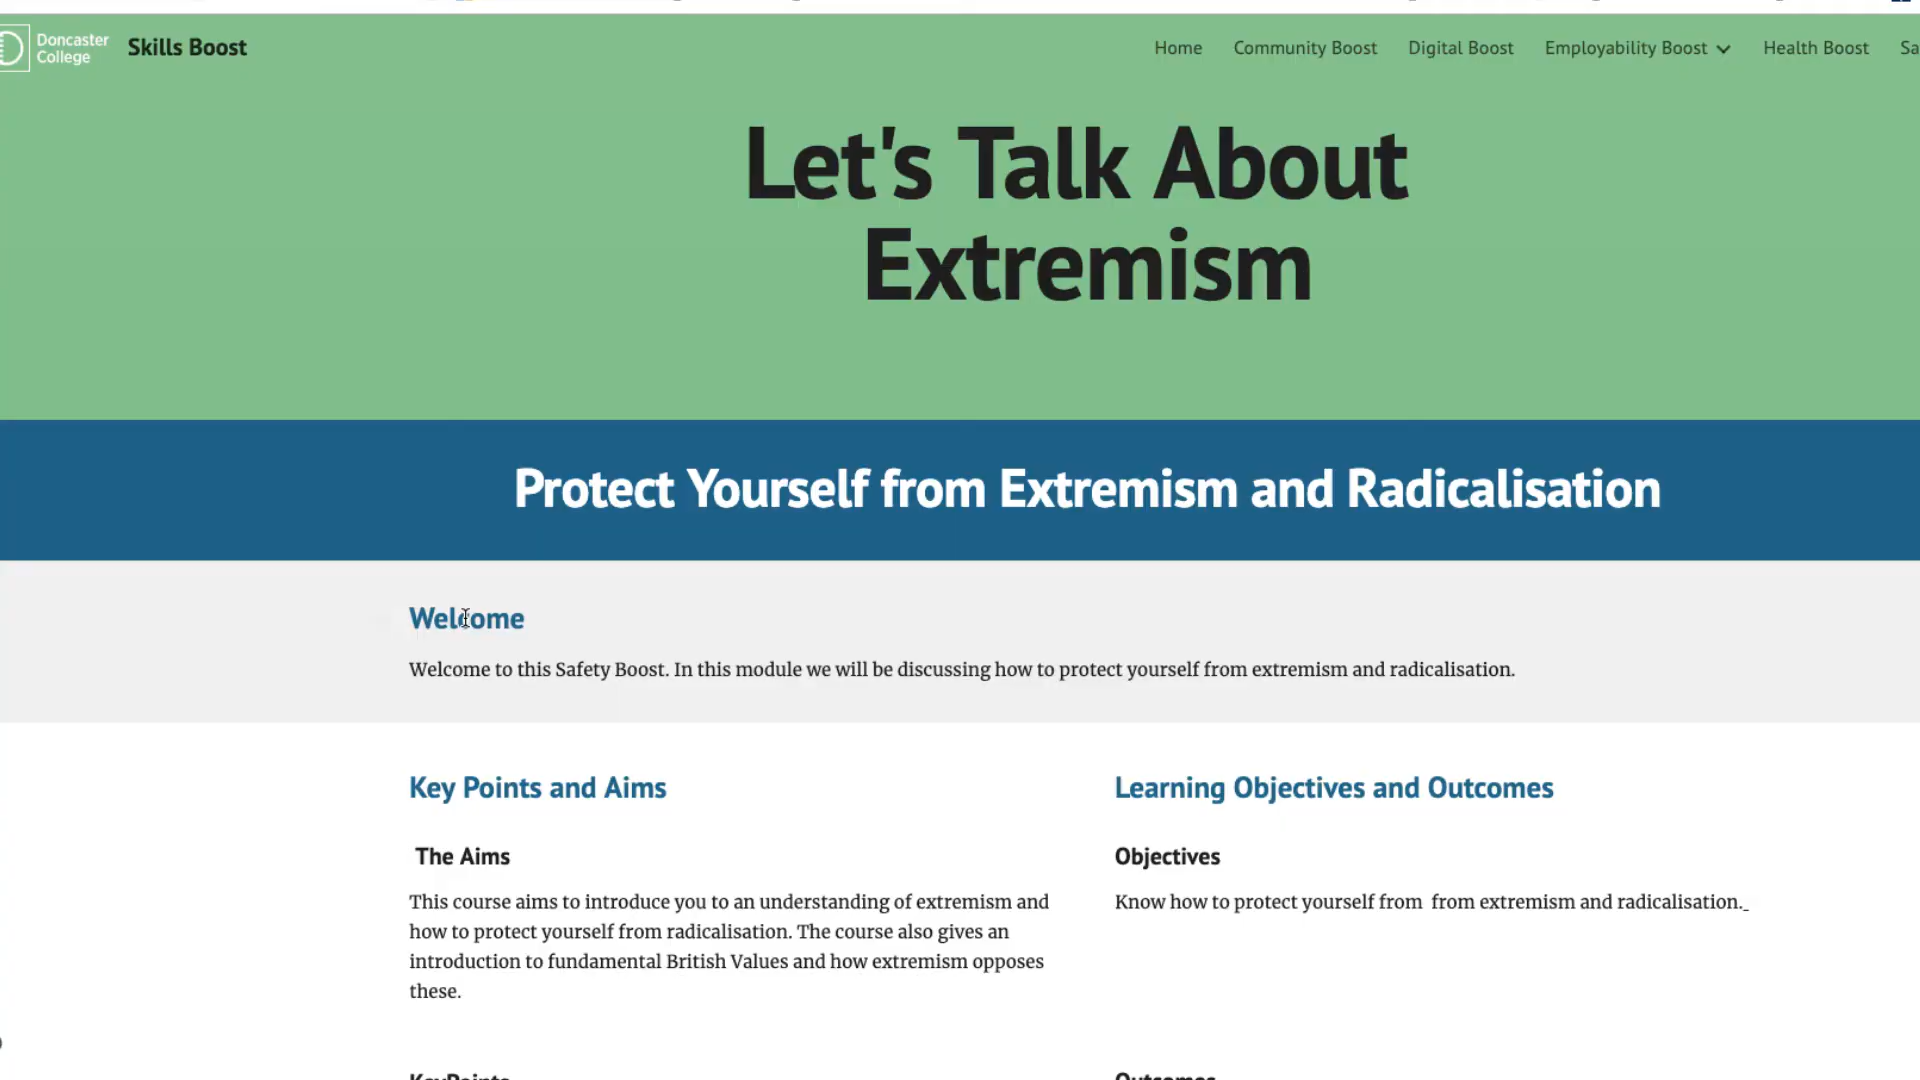 Doncaster
College
Skills Boost
Home Community Boost Digital Boost Employability Boost Health Boost Sa
Let's Talk About
Extremism
Protect Yourself from Extremism and Radicalisation
Welcome
Welcome to this Safety Boost. In this module we will be discussing how to protect yourself from extremism and radicalisation.
Key Points and Aims
The Aims
This course aims to introduce you to an understanding of extremism and
how to protect yourself from radicalisation. The course also gives an
introduction to fundamental British Values and how extremism opposes
these.
KeyPoints
Learning Objectives and Outcomes
Objectives
Know how to protect yourself from  from extremism and radicalisation.
Outcomes